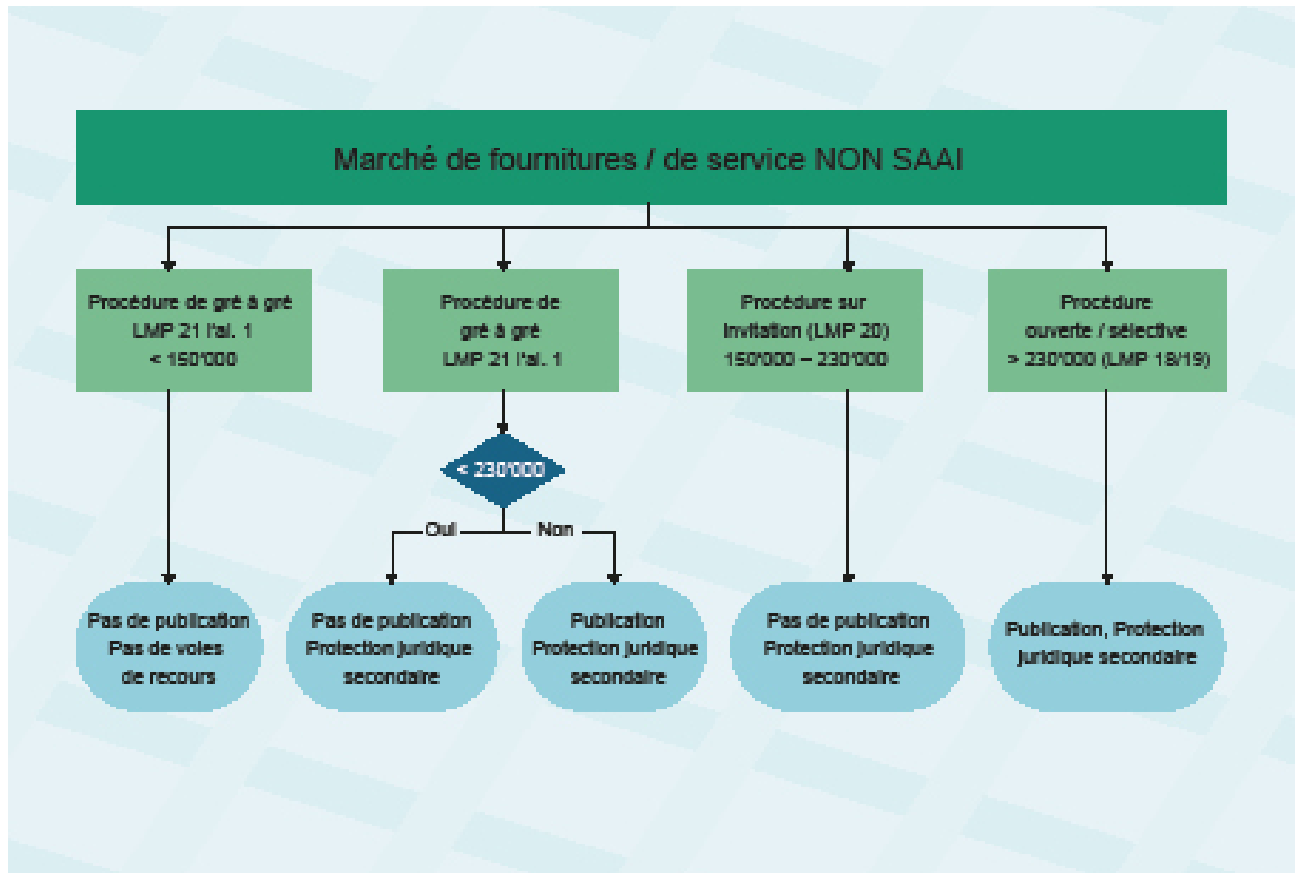 Marché de fournitures / de service NON SAAI
Procédure de gré à gré
LMP 21 l'al. 1
< 150'000
Procédure de
gré à gré
LMP 21 l'al. 1
Procédure sur
invitation (LMP 20)
150'000 – 230'000
Procédure
ouverte / sélective
> 230'000 (LMP 18/19)
< 230'000
Oui
Non
Pas de publication
Pas de voies
de recours
Pas de publication
Protection juridique
secondaire
Publication
Protection juridique
secondaire
Pas de publication
Protection juridique
secondaire
Publication, Protection
juridique secondaire